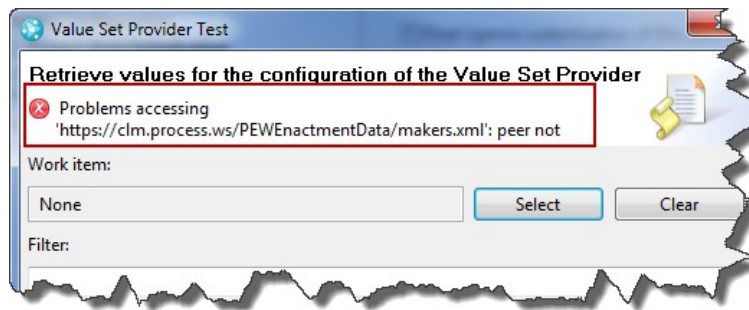 Value Set Provider Test
Retrieve values for the configuration of the Value Set Provider
Problems accessing
'https://clm.process.ws/PEWEnactmentData/makers.xml': peer not
Work item:
None
Select
Clear
Filter: